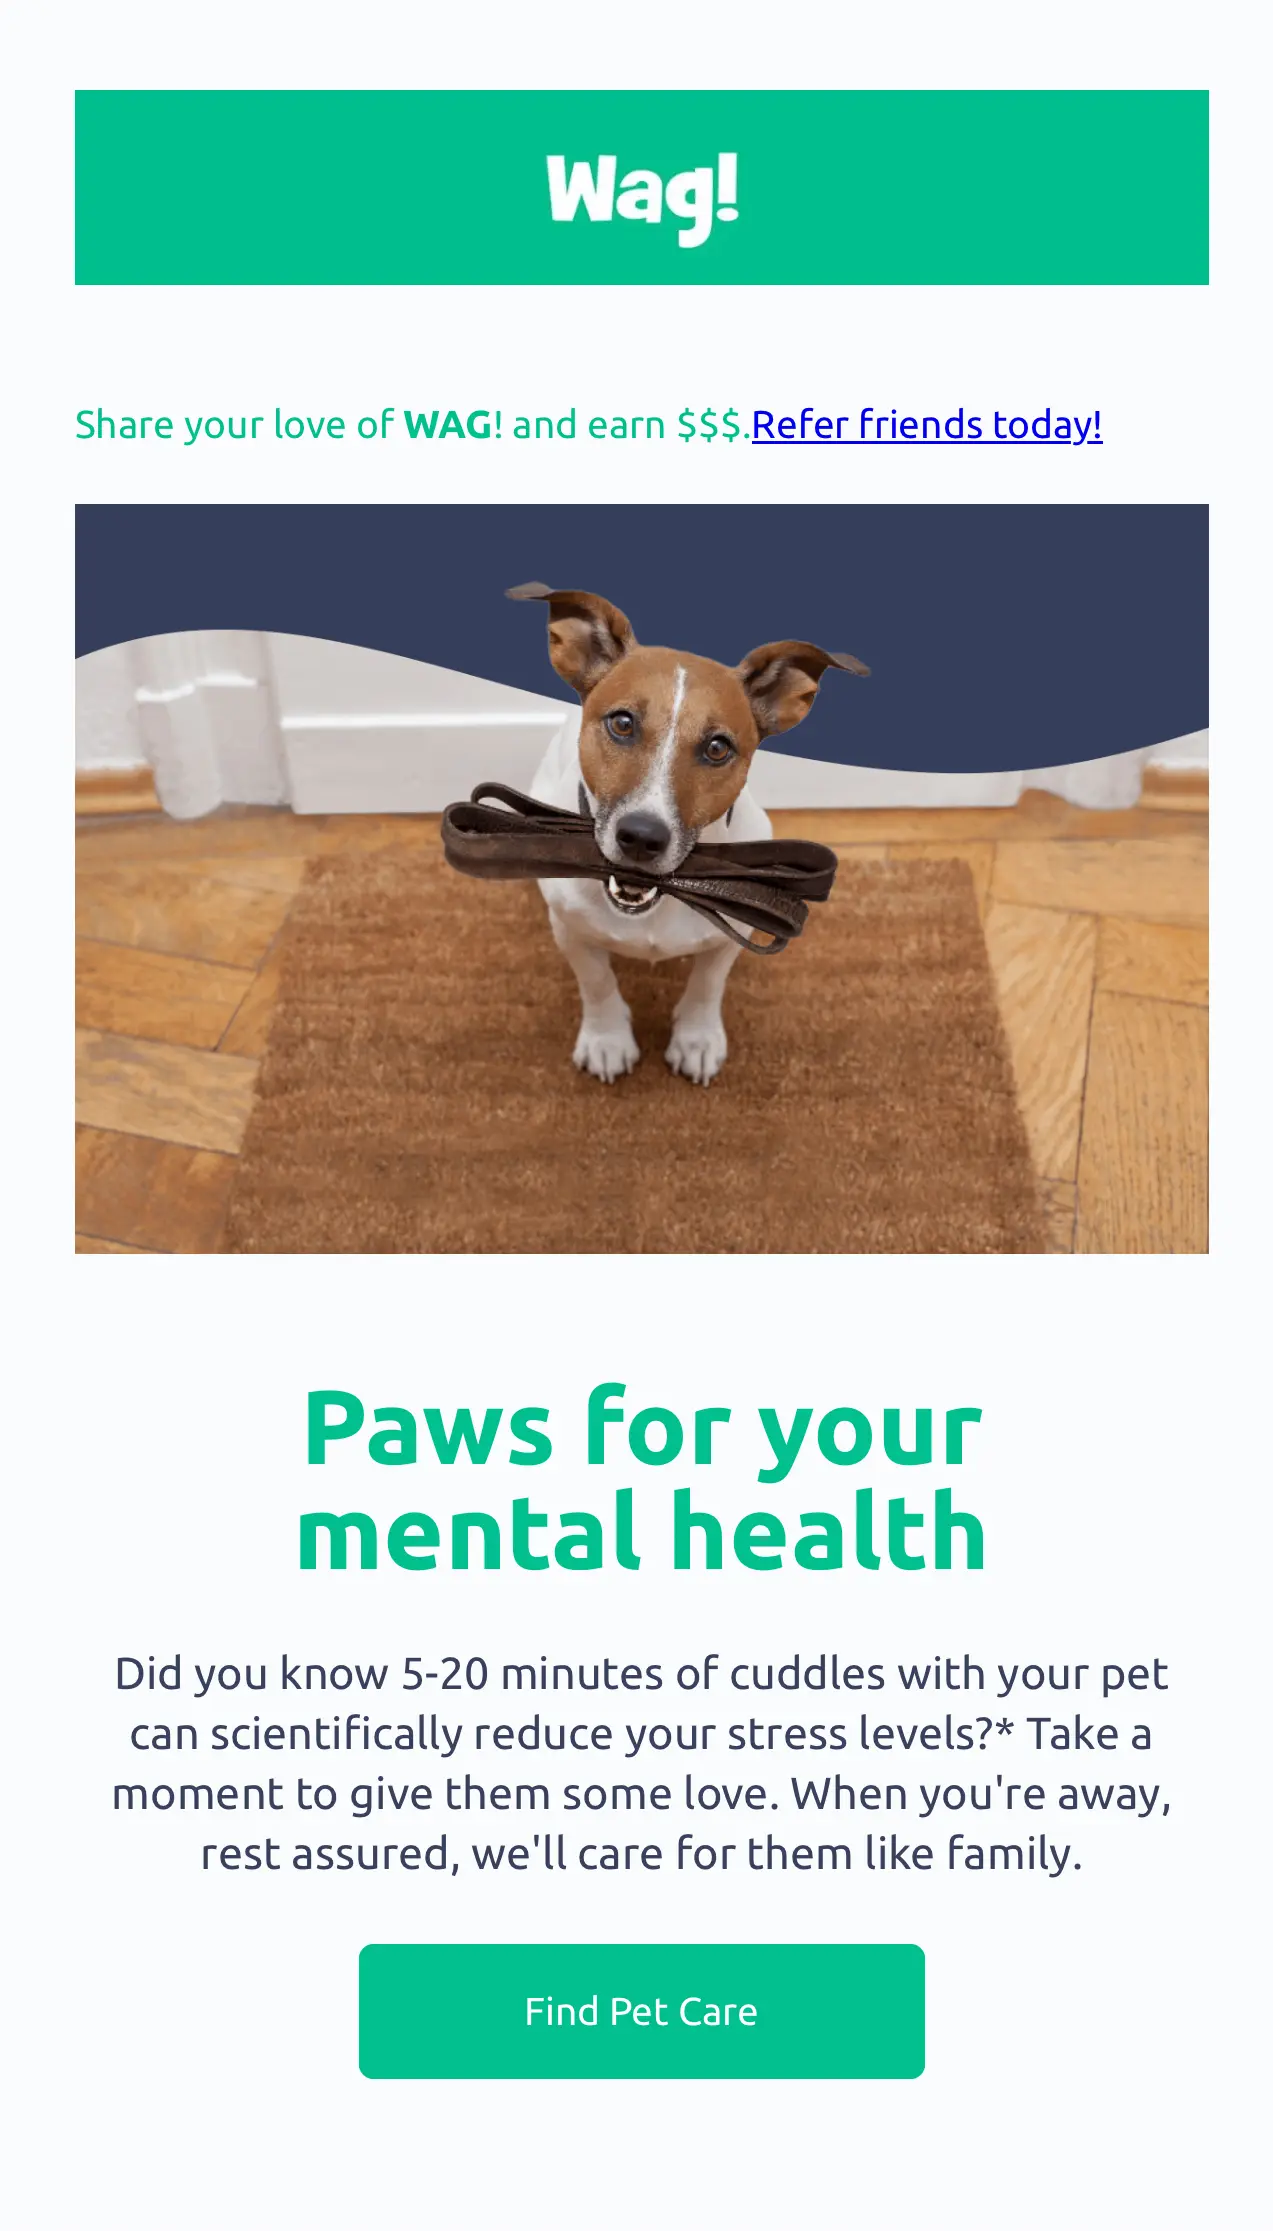 Wag!
Share your love of WAG! and earn $$$.Refer friends today!
Paws for your
mental health
Did you know 5-20 minutes of cuddles with your pet
can scientifically reduce your stress levels?* Take a
moment to give them some love. When you're away,
rest assured, we'll care for them like family.
Find Pet Care